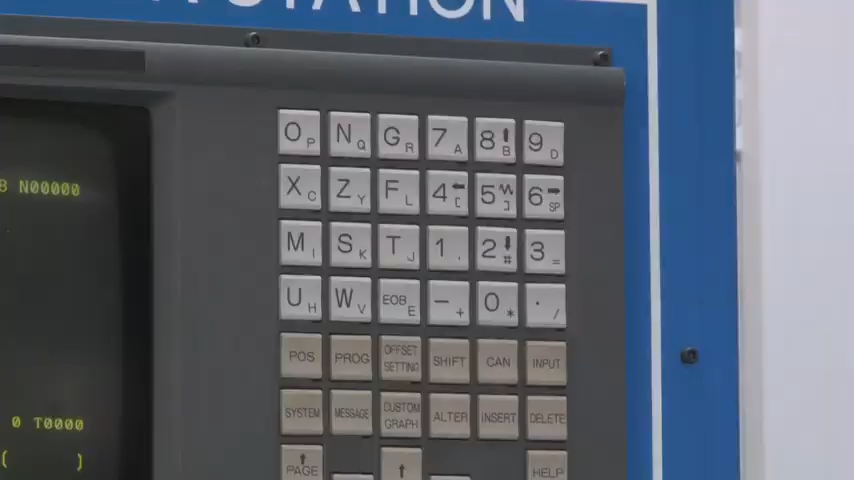 STATION
B N00000
O P N Q G R 7 A 8 B 9 D
X C Z Y F L 4 [ 5 ] 6 SP
M I S K T J 1 , 2 # 3 =
U H W V EOB E - + 0 * . /
POS PROG OFFSET SETTING SHIFT CAN INPUT
SYSTEM MESSAGE CUSTOM GRAPH ALTER INSERT DELETE
0 T0000
( )
PAGE HELP